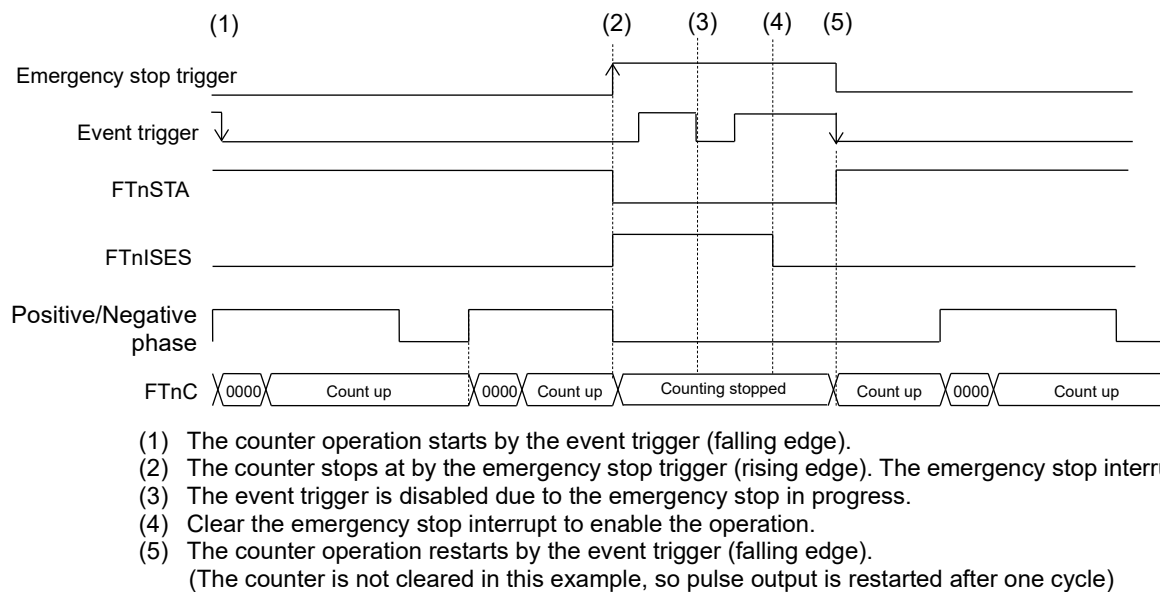 (1) (2) (3) (4) (5)
Emergency stop trigger
Event trigger
FTnSTA
FTnISES
Positive/Negative
phase
FTnC 0000 Count up 0000 Count up Counting stopped Count up 0000 Count up
(1) The counter operation starts by the event trigger (falling edge).
(2) The counter stops at by the emergency stop trigger (rising edge). The emergency stop
(3) The event trigger is disabled due to the emergency stop in progress.
(4) Clear the emergency stop interrupt to enable the operation.
(5) The counter operation restarts by the event trigger (falling edge).
(The counter is not cleared in this example, so pulse output is restarted after one cycle)